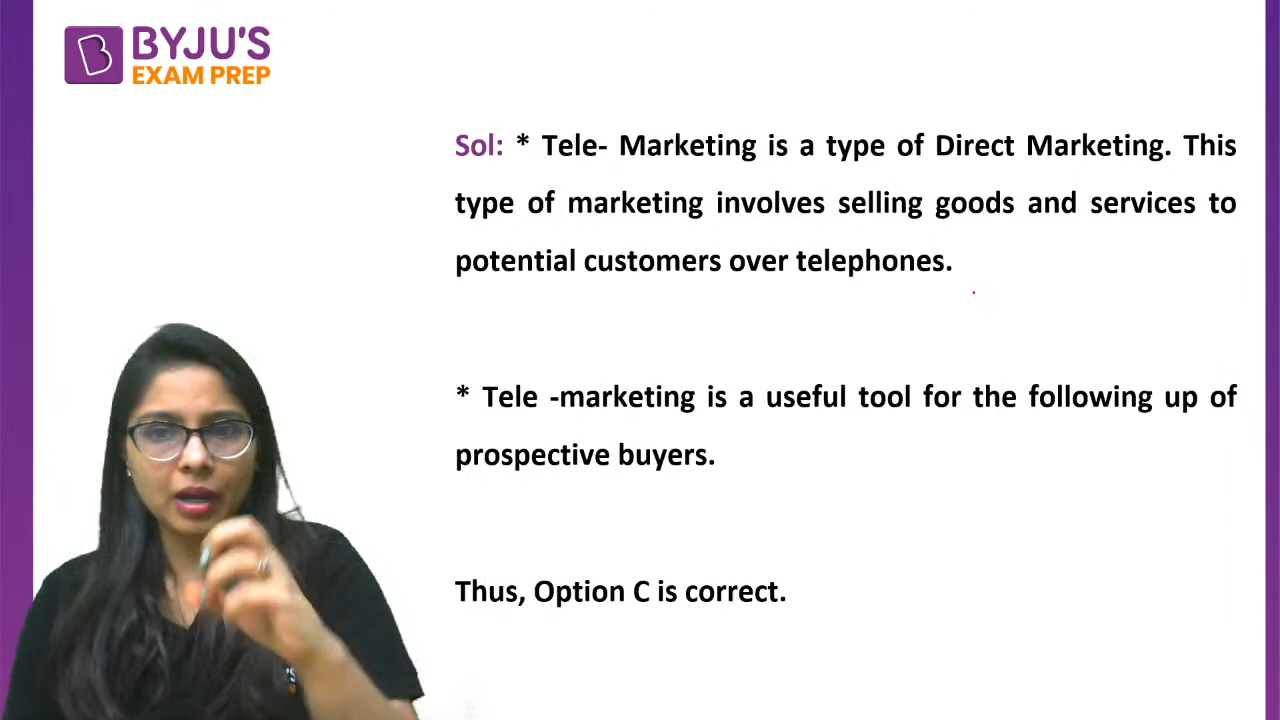 BYJU'S
EXAM PREP
Sol: * Tele- Marketing is a type of Direct Marketing. This
type of marketing involves selling goods and services to
potential customers over telephones.
* Tele -marketing is a useful tool for the following up of
prospective buyers.
Thus, Option C is correct.